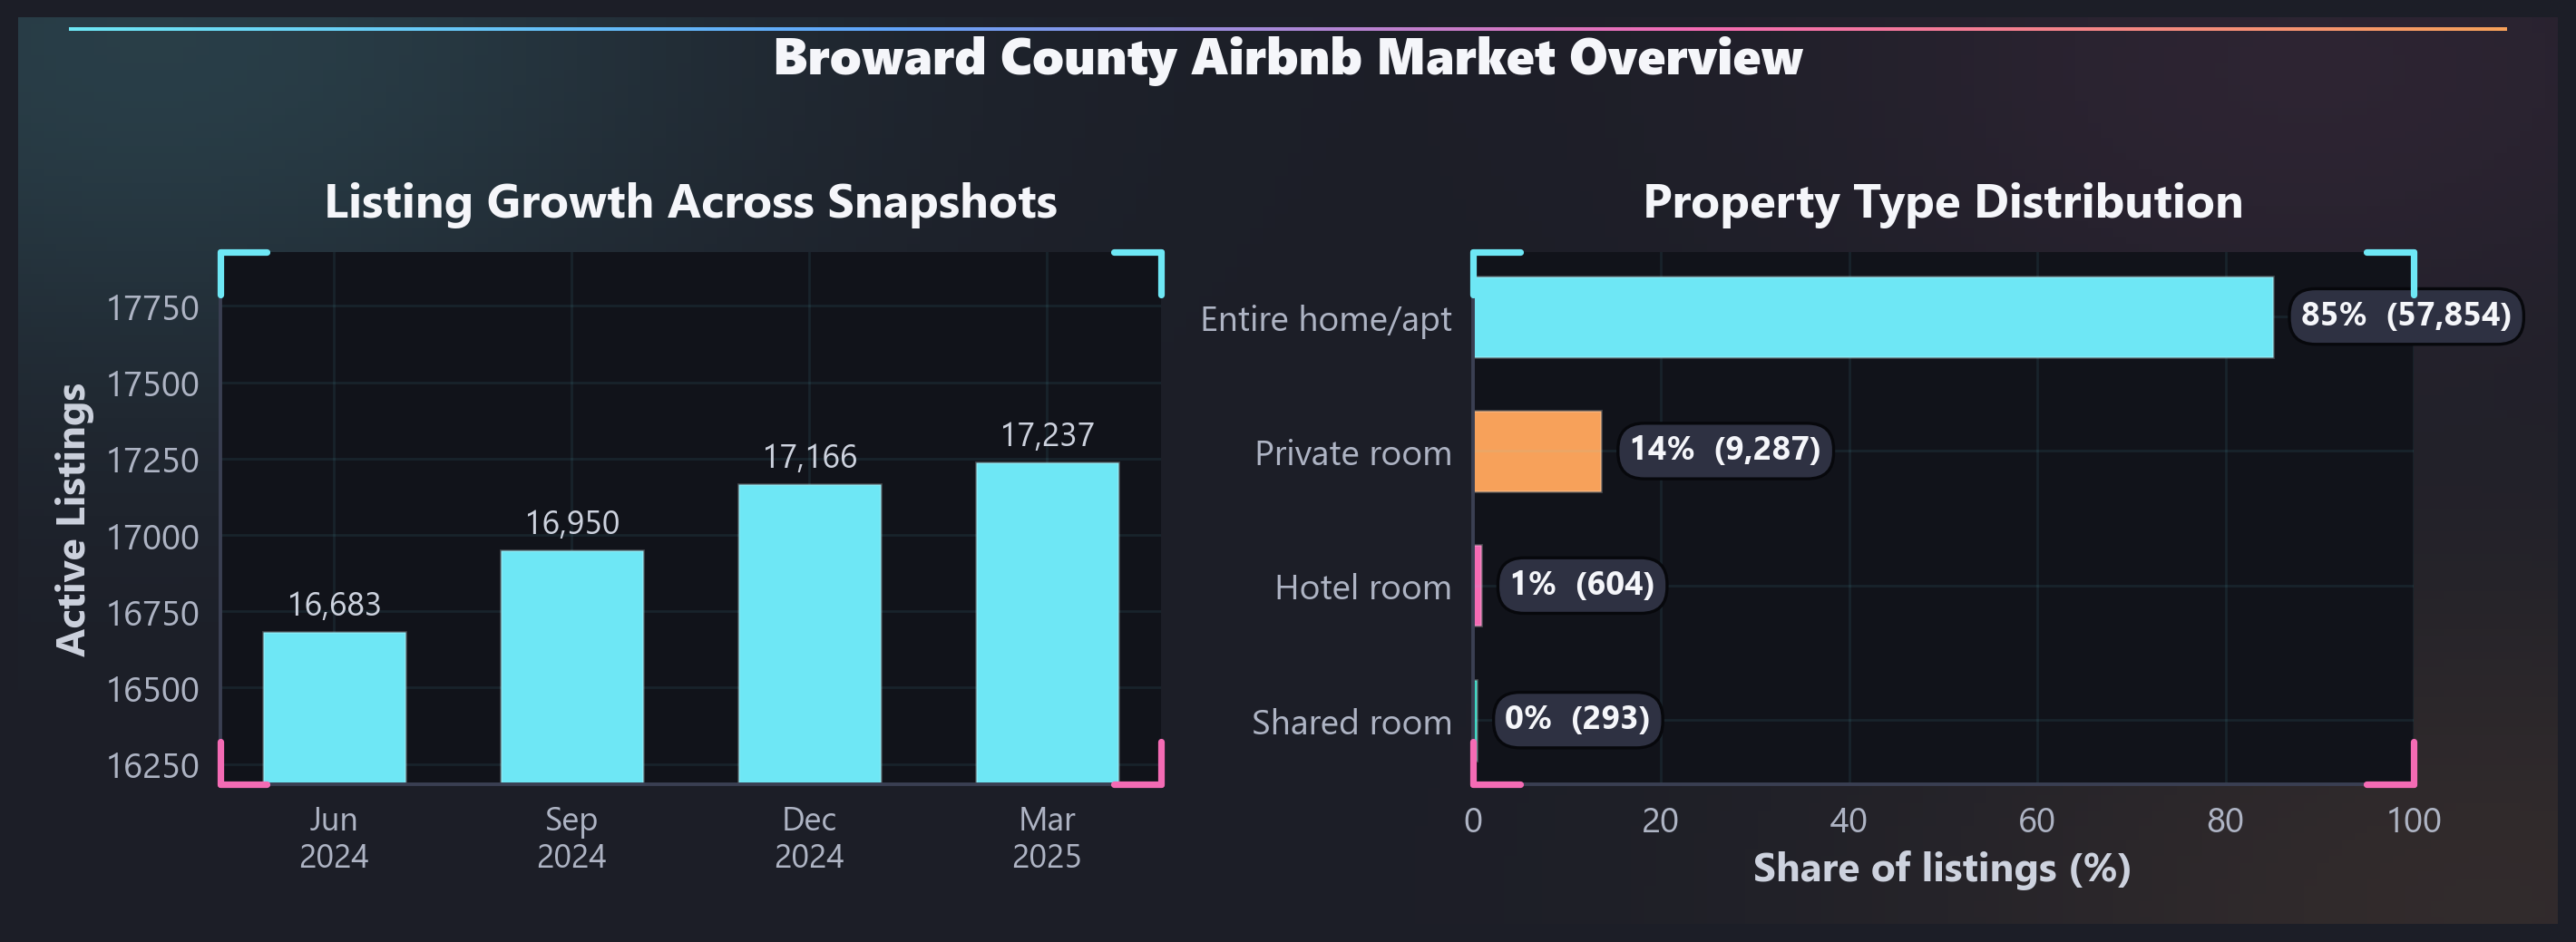 Broward County Airbnb Market Overview
Listing Growth Across Snapshots
Active Listings
17750
17500
17250
17000
16750
16500
16250
16,683
16,950
17,166
17,237
Jun
2024
Sep
2024
Dec
2024
Mar
2025
Property Type Distribution
Entire home/apt
85% (57,854)
Private room
14% (9,287)
Hotel room
1% (604)
Shared room
0% (293)
0
20
40
60
80
100
Share of listings (%)